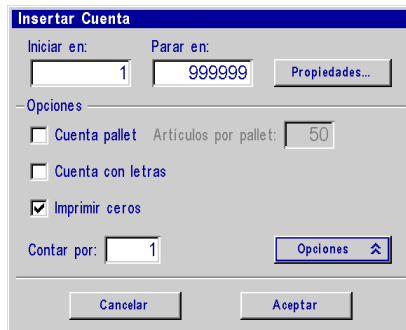 Insertar Cuenta
Iniciar en: Parar en:
1 999999 Propiedades...
Opciones
Cuenta pallet Artículos por pallet: 50
Cuenta con letras
Imprimir ceros
Contar por: 1 Opciones
Cancelar Aceptar